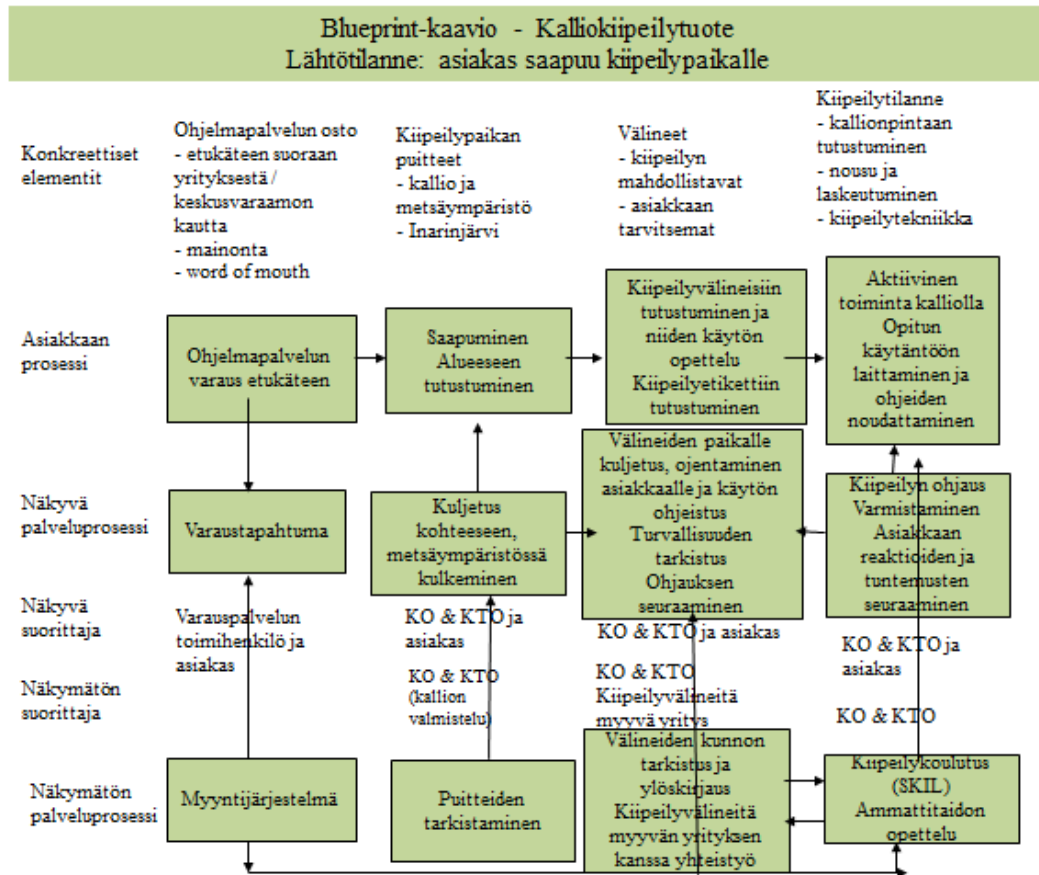 Blueprint-kaavio - Kalliokiipeilytuote
Lähtötilanne: asiakas saapuu kiipeilypaikalle
Konkreettiset
elementit
Ohjelmapalvelun osto
- etukäteen suoraan
yrityksestä /
keskusvaraamon
kautta
- mainonta
- word of mouth
Kiipeilypaikan
puitteet
- kallio ja
metsäympäristö
- Inarinjärvi
Välineet
- kiipeilyn
mahdollistavat
- asiakkaan
tarvitsemat
Kiipeilytilanne
- kallionpintaan
tutustuminen
- nousu ja
laskeutuminen
- kiipeilytekniikka
Asiakkaan
prosessi
Ohjelmapalvelun
varaus etukäteen
Saapuminen
Alueeseen
tutustuminen
Kiipeilyvälineisiin
tutustuminen ja
niiden käytön
opettelu
Kiipeilyetikettiin
tutustuminen
Aktiivinen
toiminta kalliolla
Opitun
käytäntöön
laittaminen ja
ohjeiden
noudattaminen
Näkyvä
palveluprosessi
Varaustapahtuma
Kuljetus
kohteeseen,
metsäympäristössä
kulkeminen
Välineiden paikalle
kuljetus, ojentaminen
asiakkaalle ja käytön
ohjeistus
Turvallisuuden
tarkistus
Ohjauksen
seuraaminen
Kiipeilyn ohjaus
Varmistaminen
Asiakkaan
reaktioiden ja
tuntemusten
seuraaminen
Näkyvä
suorittaja
Varauspalvelun
toimihenkilö ja
asiakas
KO & KTO ja
asiakas
KO & KTO ja asiakas
KO & KTO ja
asiakas
Näkymätön
suorittaja
KO & KTO
(kallion
valmistelu)
KO & KTO
Kiipeilyvälineitä
myyvä yritys
KO & KTO
Näkymätön
palveluprosessi
Myyntijärjestelmä
Puitteiden
tarkistaminen
Välineiden kunnon
tarkistus ja
ylöskirjaus
Kiipeilyvälineitä
myyvän yrityksen
kanssa yhteistyö
Kiipeilykoulutus
(SKIL)
Ammattitaidon
opettelu